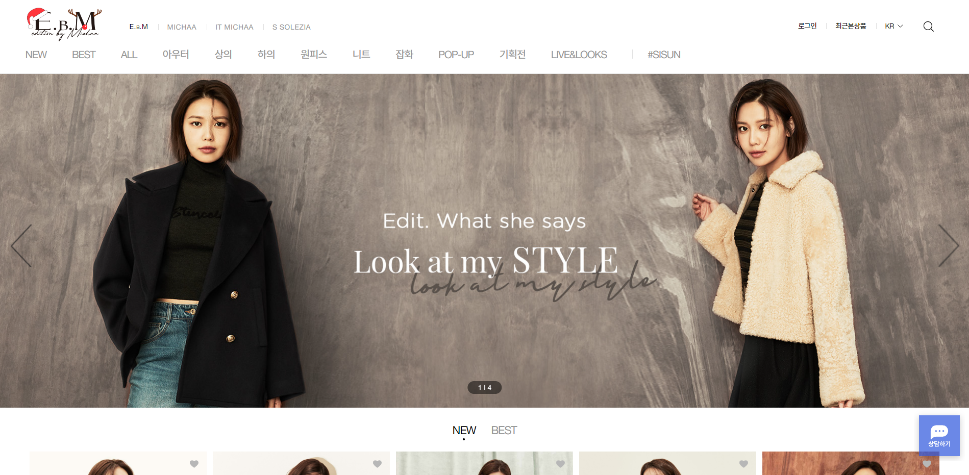 E.B.M
edition by Michaa
E.B.M
MICHAA
IT MICHAA
S SOLEZIA
로그인
최근본상품
KR
NEW
BEST
ALL
아우터
상의
하의
원피스
니트
잡화
POP-UP
기획전
LIVE&LOOKS
#SISUN
Edit. What she says
Look at my STYLE
look at my style
1 | 4
NEW
BEST
상담하기